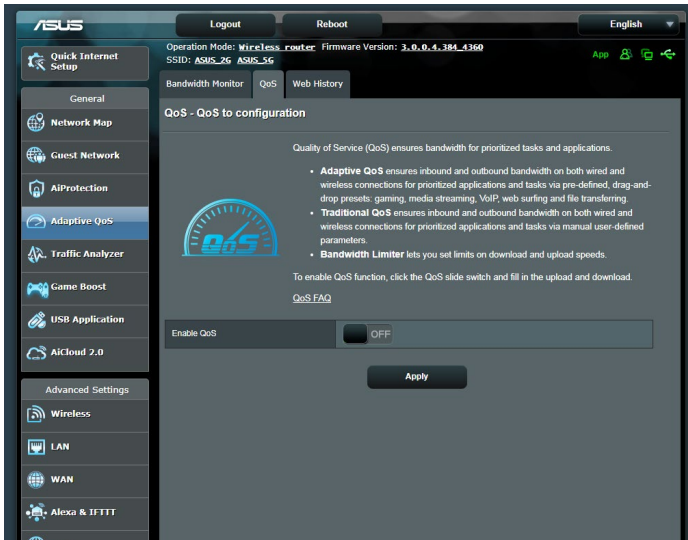 ASUS
Logout
Reboot
English
Quick Internet
Setup
Operation Mode: Wireless router Firmware Version: 3.0.0.4.384_4360
SSID: ASUS_2G ASUS_5G
App
Bandwidth Monitor
QoS
Web History
General
Network Map
Guest Network
AiProtection
Adaptive QoS
Traffic Analyzer
Game Boost
USB Application
AiCloud 2.0
Advanced Settings
Wireless
LAN
WAN
Alexa & IFTTT
QoS - QoS to configuration
QoS
Quality of Service (QoS) ensures bandwidth for prioritized tasks and applications.
• Adaptive QoS ensures inbound and outbound bandwidth on both wired and
wireless connections for prioritized applications and tasks via pre-defined, drag-and-
drop presets: gaming, media streaming, VoIP, web surfing and file transferring.
• Traditional QoS ensures inbound and outbound bandwidth on both wired and
wireless connections for prioritized applications and tasks via manual user-defined
parameters.
• Bandwidth Limiter lets you set limits on download and upload speeds.
To enable QoS function, click the QoS slide switch and fill in the upload and download.
QoS FAQ
Enable QoS
OFF
Apply